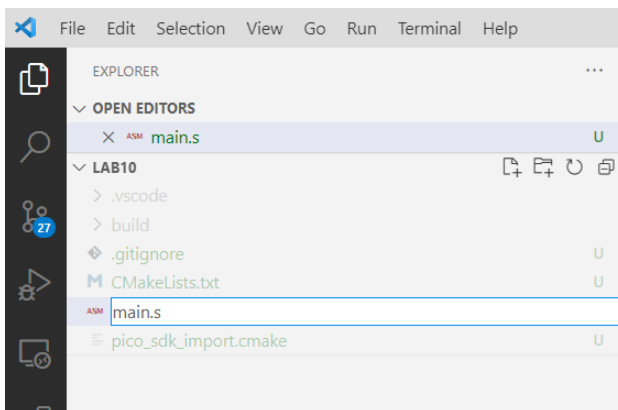 File Edit Selection View Go Run Terminal Help
EXPLORER ...
OPEN EDITORS
ASM main.s U
LAB10
.vscode
27
build
.gitignore U
M CMakeLists.txt U
ASM main.s
pico_sdk_import.cmake U